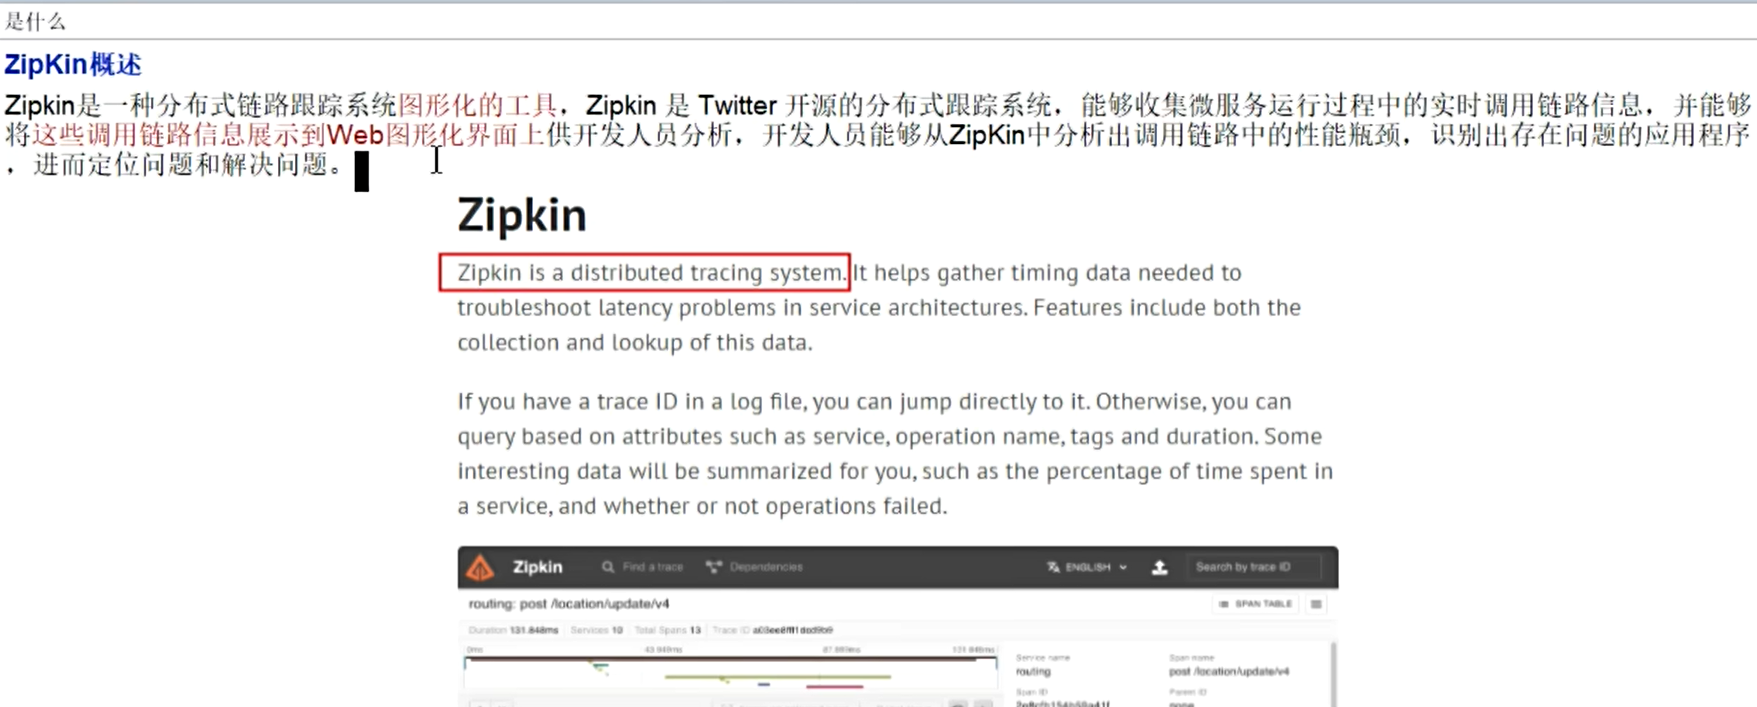 是什么
ZipKin概述
Zipkin是一种分布式链路跟踪系统图形化的工具，Zipkin 是 Twitter 开源的分布式跟踪系统，能够收集微服务运行过程中的实时调用链路信息，并能够
将这些调用链路信息展示到Web图形化界面上供开发人员分析，开发人员能够从ZipKin中分析出调用链路中的性能瓶颈，识别出存在问题的应用程序
，进而定位问题和解决问题。
Zipkin
Zipkin is a distributed tracing system. It helps gather timing data needed to
troubleshoot latency problems in service architectures. Features include both the
collection and lookup of this data.
If you have a trace ID in a log file, you can jump directly to it. Otherwise, you can
query based on attributes such as service, operation name, tags and duration. Some
interesting data will be summarized for you, such as the percentage of time spent in
a service, and whether or not operations failed.
Zipkin Find a trace Dependencies ENGLISH Search by trace ID
routing: post /location/update/v4 SPAN TABLE
Duration 131.848ms Services 10 Total Spans 13 Trace ID
0ms
Service name Span name
routing post /location/update/v4
Span ID Parent ID
none